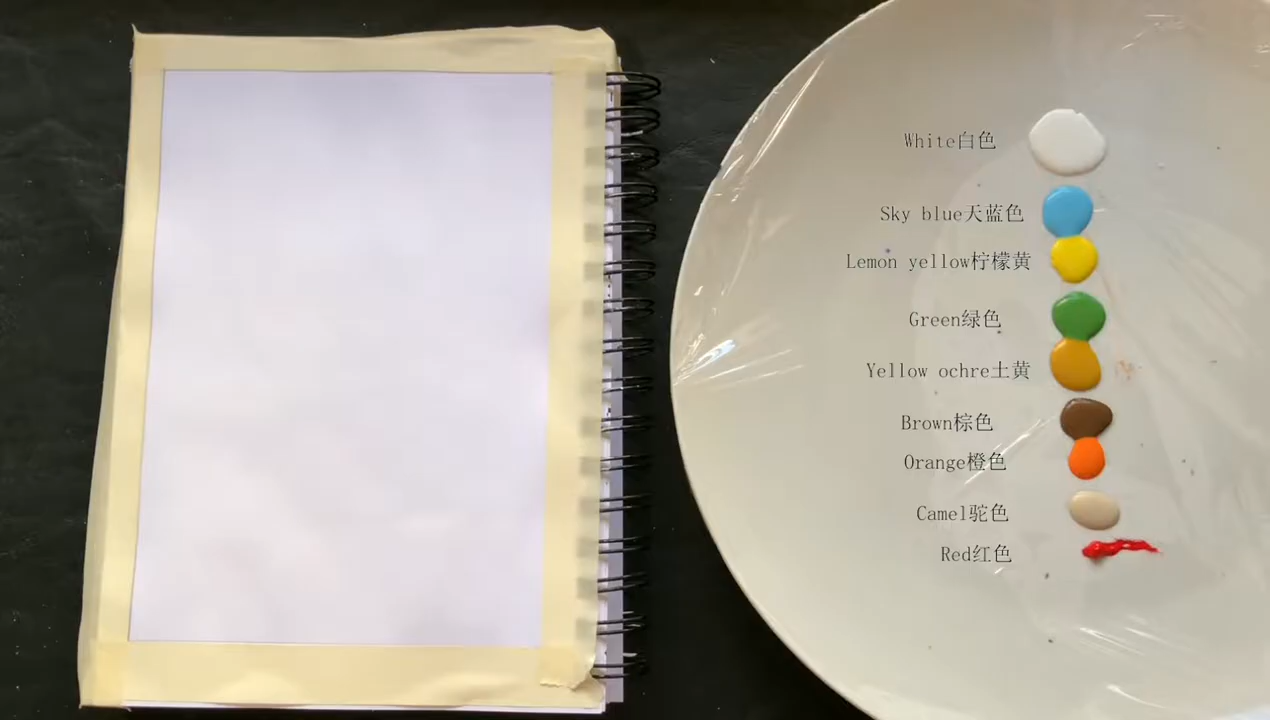 White白色
Sky blue天蓝色
Lemon yellow柠檬黄
Green绿色
Yellow ochre土黄
Brown棕色
Orange橙色
Camel驼色
Red红色